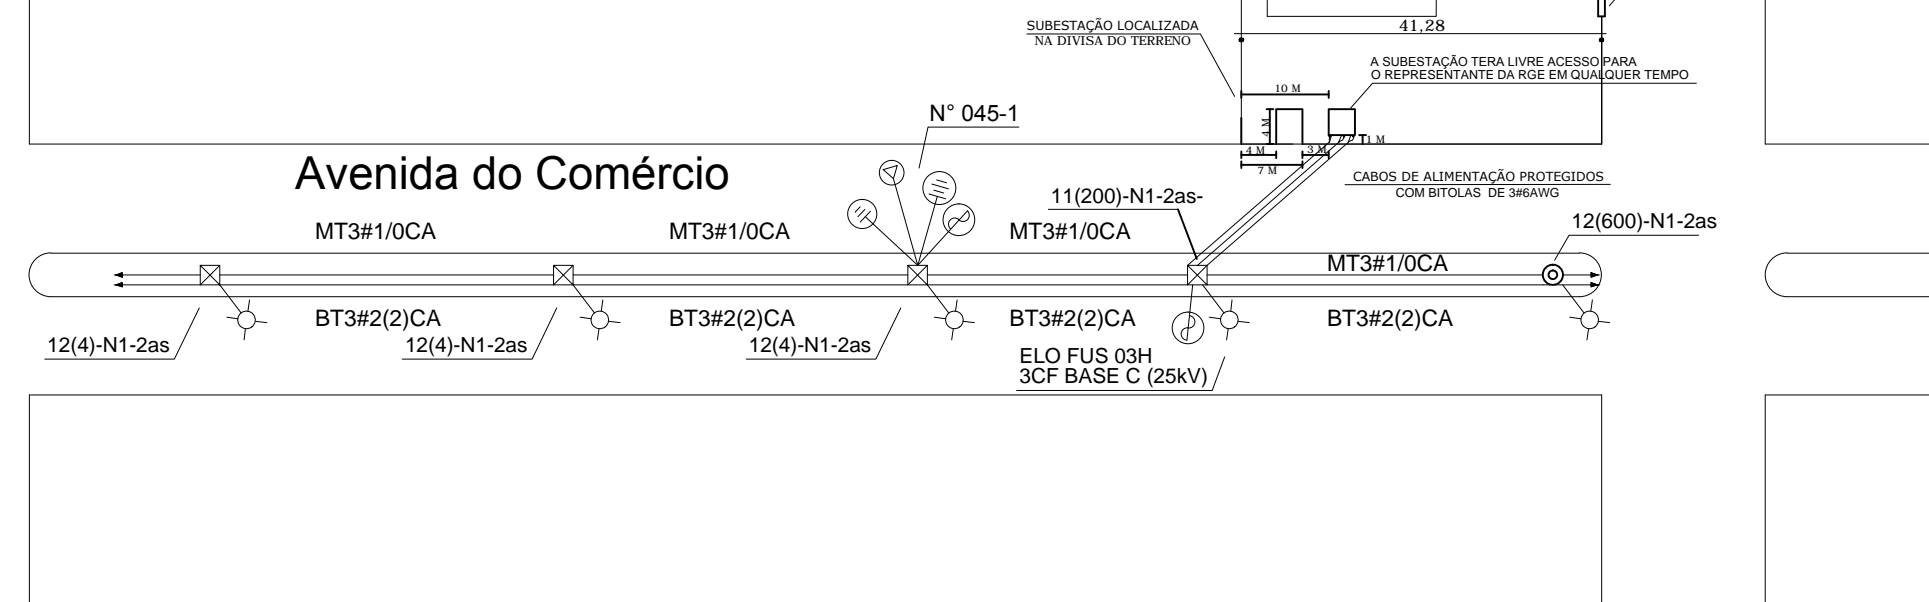 SUBESTAÇÃO LOCALIZADA
NA DIVISA DO TERRENO
41,28
A SUBESTAÇÃO TERA LIVRE ACESSO PARA
O REPRESENTANTE DA RGE EM QUALQUER TEMPO
10 M
4 M
1 M
4 M
3 M
7 M
N° 045-1
Avenida do Comércio
CABOS DE ALIMENTAÇÃO PROTEGIDOS
COM BITOLAS DE 3#6AWG
11(200)-N1-2as-
12(600)-N1-2as
MT3#1/0CA
MT3#1/0CA
MT3#1/0CA
MT3#1/0CA
BT3#2(2)CA
BT3#2(2)CA
BT3#2(2)CA
BT3#2(2)CA
12(4)-N1-2as
12(4)-N1-2as
12(4)-N1-2as
ELO FUS 03H
3CF BASE C (25kV)